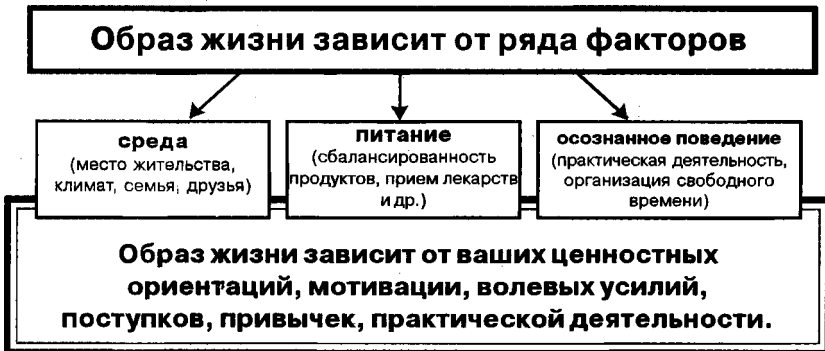 Образ жизни зависит от ряда факторов
среда
(место жительства,
климат, семья, друзья)
питание
(сбалансированность
продуктов, прием лекарств
и др.)
осознанное поведение
(практическая деятельность,
организация свободного
времени)
Образ жизни зависит от ваших ценностных
ориентаций, мотивации, волевых усилий,
поступков, привычек, практической деятельности.